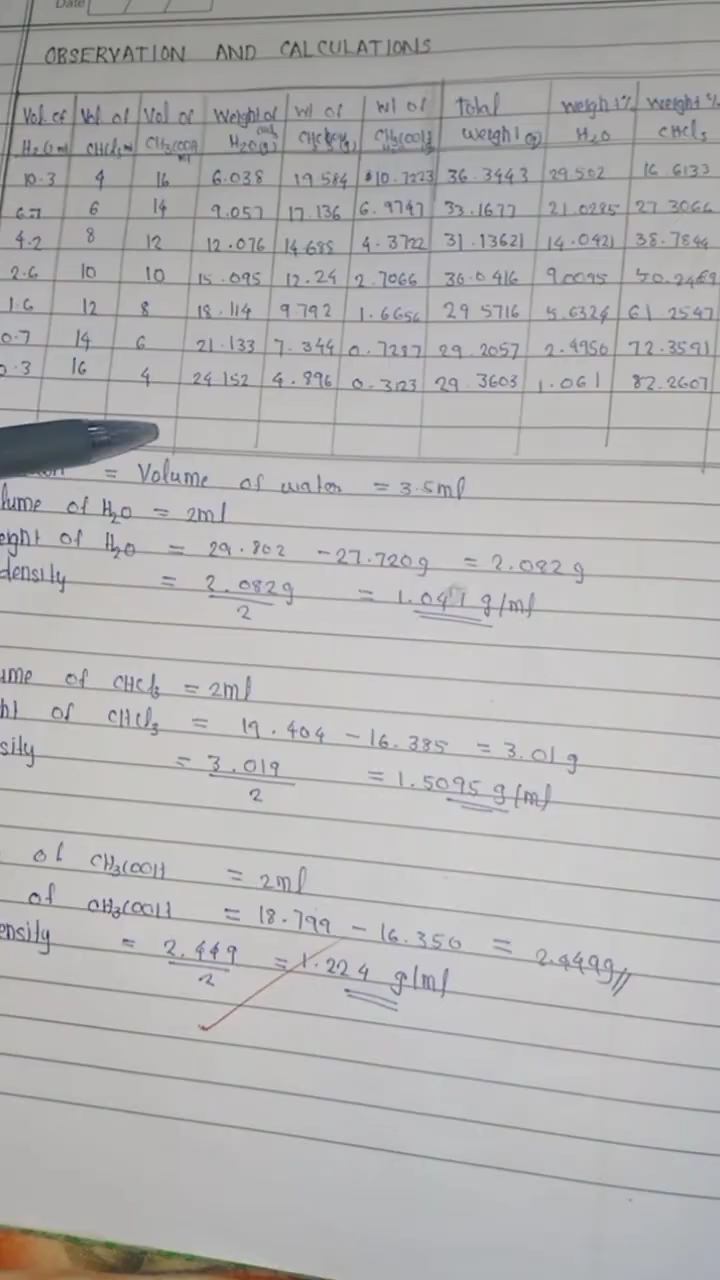 Date
OBSERVATION AND CALCULATIONS
Vol. of Vol of Vol of Weight of wt of wt of Total weight % weight %
H₂O CHCl₃ CH₃COOH H₂O(g) CH₃COOH weight (g) H₂O CHCl₃
10.3 4 16 6.038 19.584 10.7223 36.3443 29.502 16.6133
6.7 6 14 9.057 17.136 6.9747 33.1677 21.0285 27.3066
4.2 8 12 12.076 14.688 4.3722 31.13621 14.0421 38.7844
2.6 10 10 15.095 12.24 2.7066 30.0416 9.0095 50.2469
1.6 12 8 18.114 9.792 1.6656 29.5716 5.6324 61.2547
0.7 14 6 21.133 7.344 0.7287 29.2057 2.4950 72.3591
0.3 16 4 24.152 4.896 0.3123 29.3603 1.061 82.2607
= Volume of water = 3.5ml
lume of H₂O = 2ml
eight of H₂O = 29.802 - 27.720g = 2.082g
density = 2.082g = 1.041 g/ml
2
ume of CHCl₃ = 2ml
ht of CHCl₃ = 19.404 - 16.385 = 3.01g
sity = 3.019 = 1.5095 g/ml
2
of CH₃COOH = 2ml
of CH₃COOH = 18.799 - 16.350 = 2.449g//
ensity = 2.449 = 1.224 g/ml
2